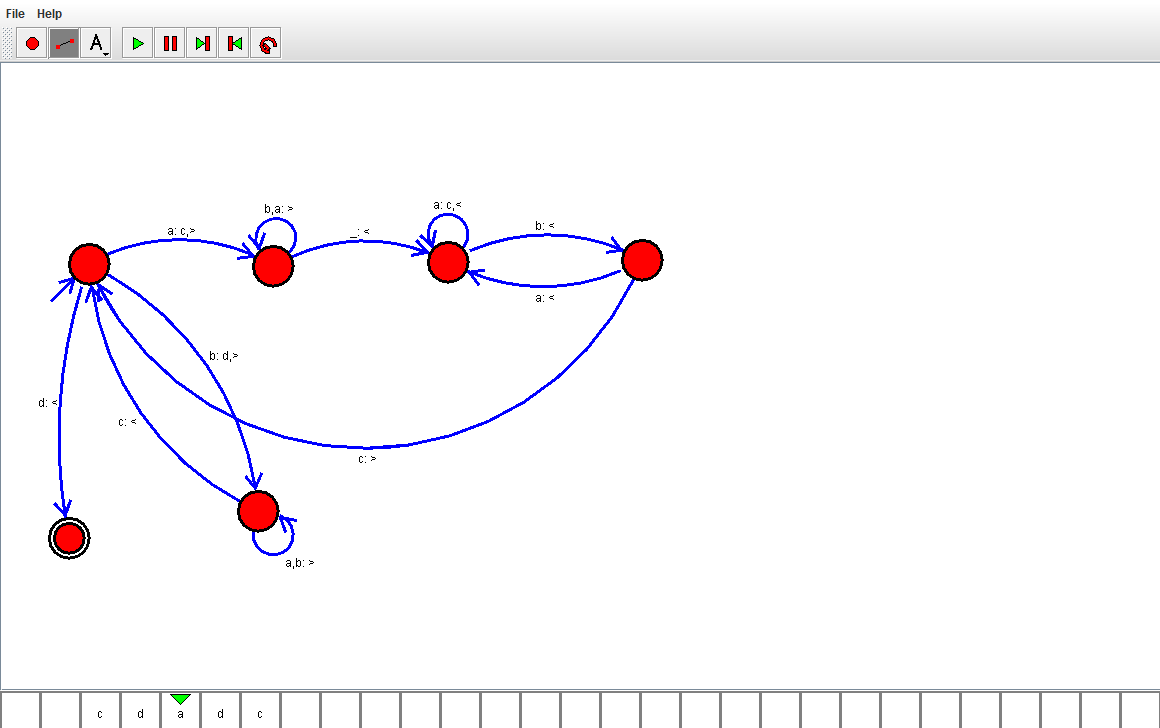 File Help
A
a: c,>
b,a: >
_: <
a: c,<
b: <
a: <
b: d,>
d: <
c: <
c: >
a,b: >
c d a d c